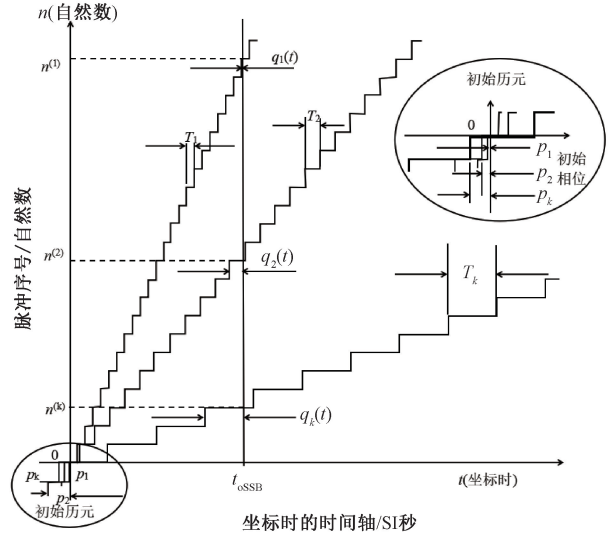 n(自然数)
n⁽¹⁾
q₁(t)
T₁
T₂
初始历元
0
p₁
初始
p₂
相位
pₖ
脉冲序号/自然数
n⁽²⁾
q₂(t)
Tₖ
n⁽ᵏ⁾
qₖ(t)
0
pₖ
p₁
p₂
初始历元
t₀SSB
t(坐标时)
坐标时的时间轴/SI秒